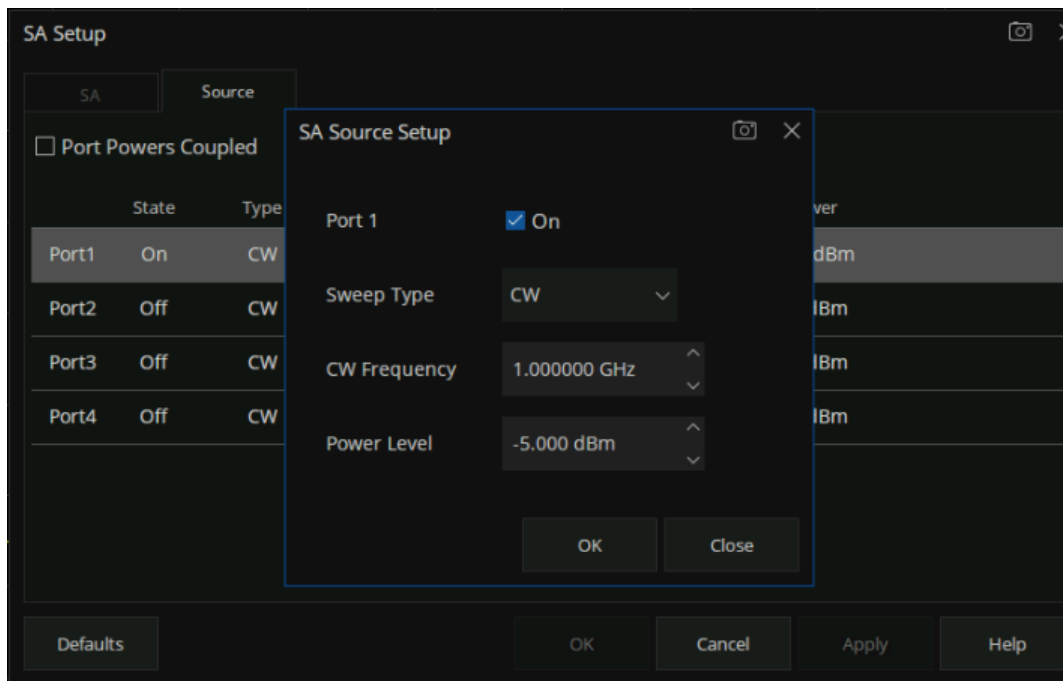 SA Setup
SA Source
Port Powers Coupled
State Type
Port1 On CW dBm
Port2 Off CW
Port3 Off CW
Port4 Off CW
SA Source Setup
Port 1 On
Sweep Type CW
CW Frequency 1.000000 GHz
Power Level -5.000 dBm
OK Close
Defaults OK Cancel Apply Help